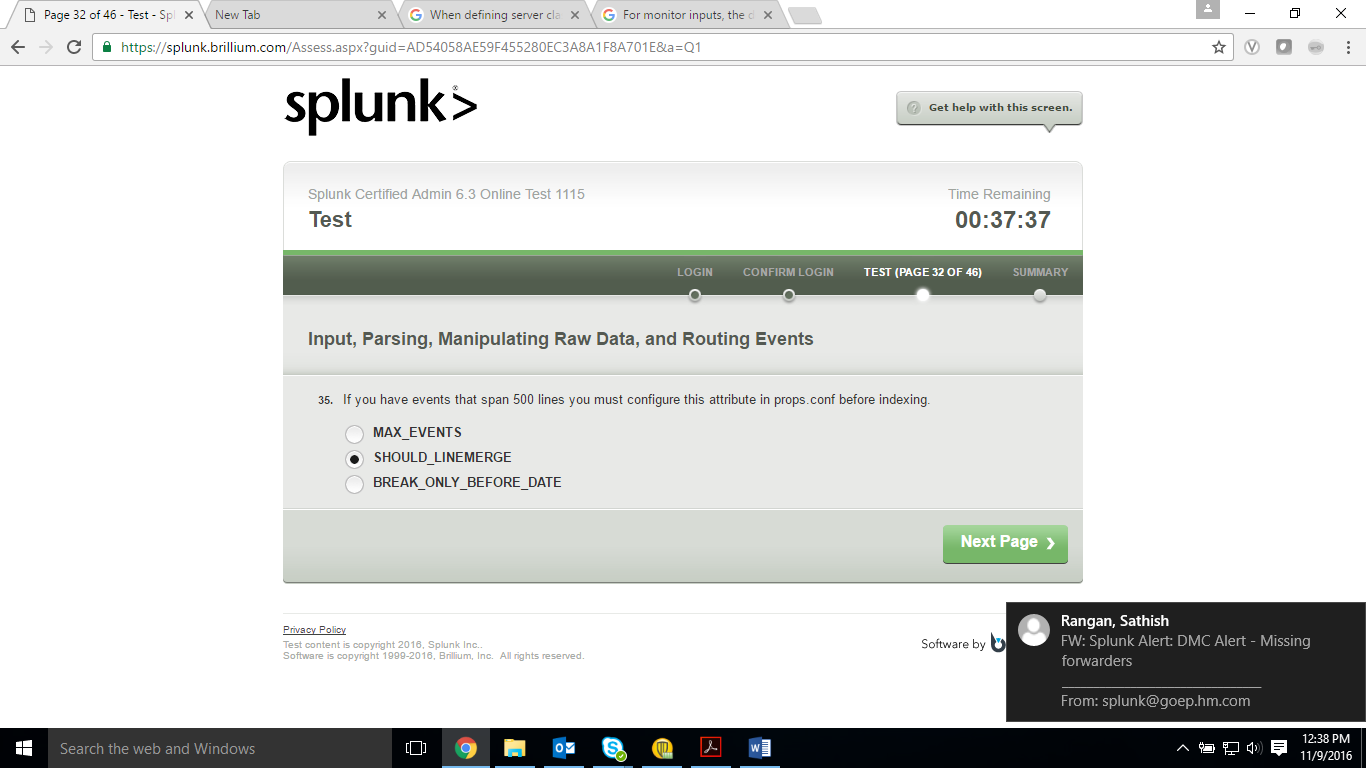 Page 32 of 46 - Test - Spl
New Tab
When defining server cla
For monitor inputs, the d
https://splunk.brillium.com/Assess.aspx?guid=AD54058AE59F455280EC3A8A1F8A701E&a=Q1
splunk>
Get help with this screen.
Splunk Certified Admin 6.3 Online Test 1115
Time Remaining
Test
00:37:37
LOGIN
CONFIRM LOGIN
TEST (PAGE 32 OF 46)
SUMMARY
Input, Parsing, Manipulating Raw Data, and Routing Events
35. If you have events that span 500 lines you must configure this attribute in props.conf before indexing.
MAX_EVENTS
SHOULD_LINEMERGE
BREAK_ONLY_BEFORE_DATE
Next Page
Privacy Policy
Test content is copyright 2016, Splunk Inc..
Software is copyright 1999-2016, Brillium, Inc. All rights reserved.
Software by
Rangan, Sathish
FW: Splunk Alert: DMC Alert - Missing
forwarders
From: splunk@goep.hm.com
Search the web and Windows
12:38 PM
11/9/2016